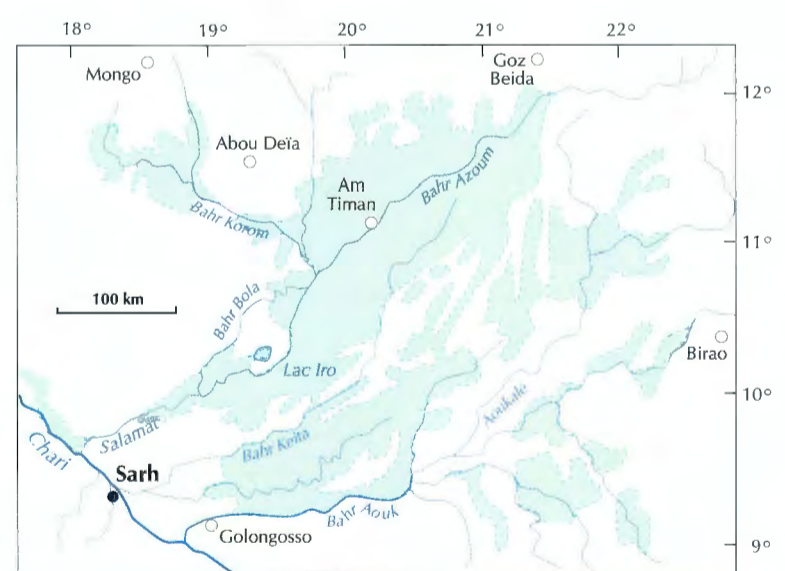 18° 19° 20° 21° 22°
Mongo
Goz
Beida
12°
Abou Deïa
Am
Timan
Bahr Azoum
Bahr Korom
11°
100 km
Bahr Bola
Lac Iro
Birao
10°
Aoukale
Salamat
Chari
Bahr Keita
Sarh
Bahr Aouk
Golongosso
9°